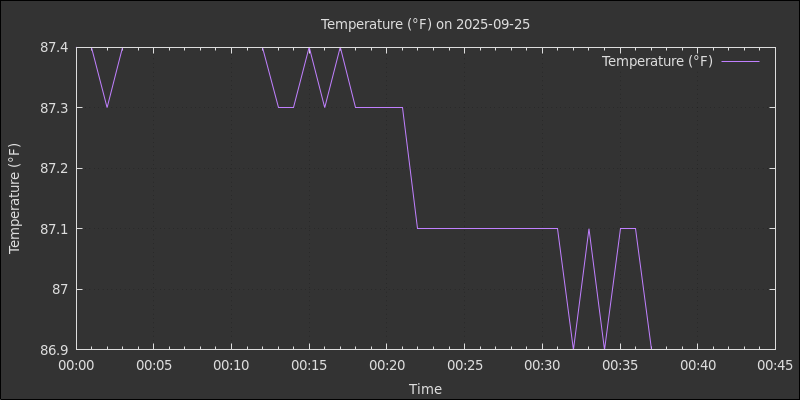 Temperature (°F) on 2025-09-25
Temperature (°F)
87.4
87.3
87.2
87.1
87
86.9
Temperature (°F)
00:00 00:05 00:10 00:15 00:20 00:25 00:30 00:35 00:40 00:45
Time